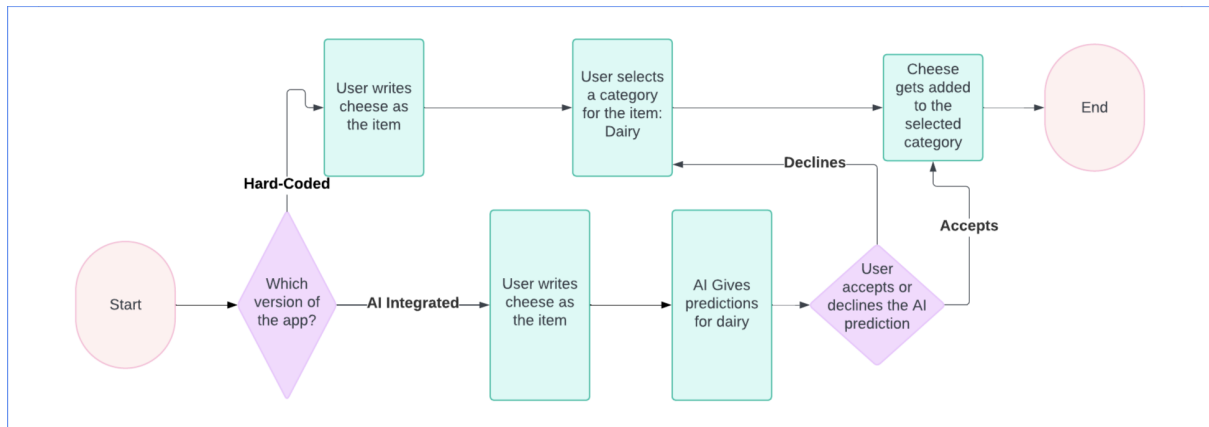 User writes
cheese as
the item
User selects
a category
for the item:
Dairy
Cheese
gets added
to the
selected
category
End
Declines
Hard-Coded
Accepts
Start
Which
version of
the app?
AI Integrated
User writes
cheese as
the item
AI Gives
predictions
for dairy
User
accepts or
declines the AI
prediction